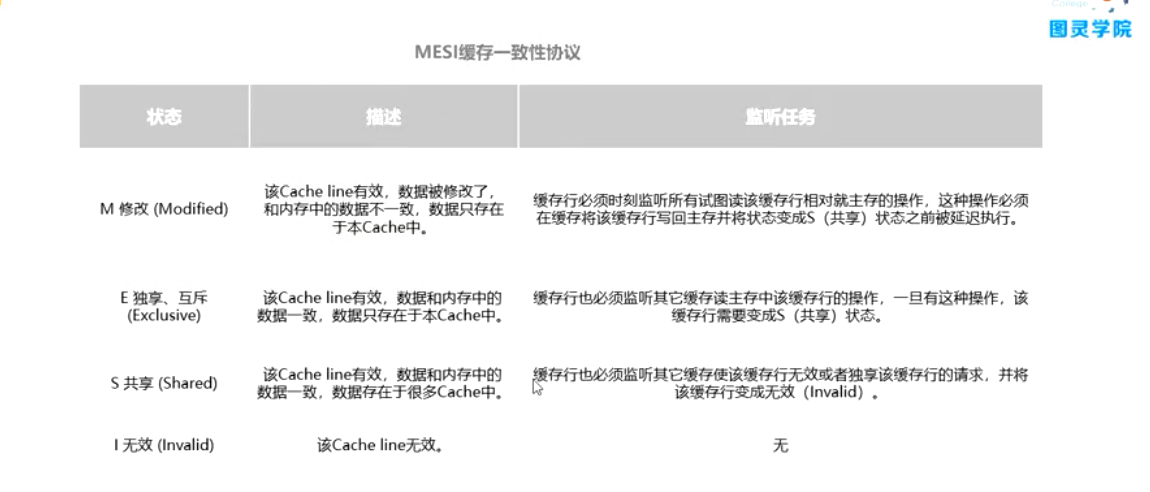 College
图灵学院
MESI缓存一致性协议
状态
描述
监听任务
M 修改 (Modified)
该Cache line有效，数据被修改了，
和内存中的数据不一致，数据只存在
于本Cache中。
缓存行必须时刻监听所有试图读该缓存行相对就主存的操作，这种操作必须
在缓存将该缓存行写回主存并将状态变成S（共享）状态之前被延迟执行。
E 独享、互斥
(Exclusive)
该Cache line有效，数据和内存中的
数据一致，数据只存在于本Cache中。
缓存行也必须监听其它缓存读主存中该缓存行的操作，一旦有这种操作，该
缓存行需要变成S（共享）状态。
S 共享 (Shared)
该Cache line有效，数据和内存中的
数据一致，数据存在于很多Cache中。
缓存行也必须监听其它缓存使该缓存行无效或者独享该缓存行的请求，并将
该缓存行变成无效（Invalid）。
I 无效 (Invalid)
该Cache line无效。
无